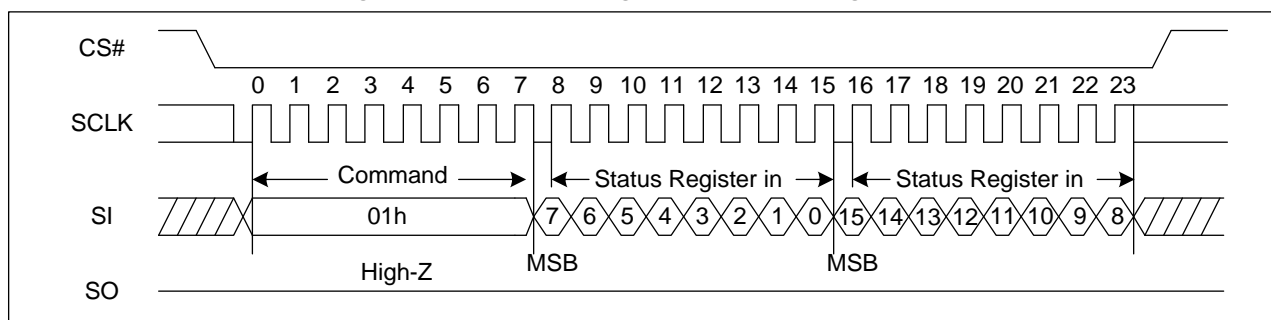 CS#
0 1 2 3 4 5 6 7 8 9 10 11 12 13 14 15 16 17 18 19 20 21 22 23
SCLK
Command Status Register in Status Register in
SI 01h 7 6 5 4 3 2 1 0 15 14 13 12 11 10 9 8
High-Z MSB MSB
SO